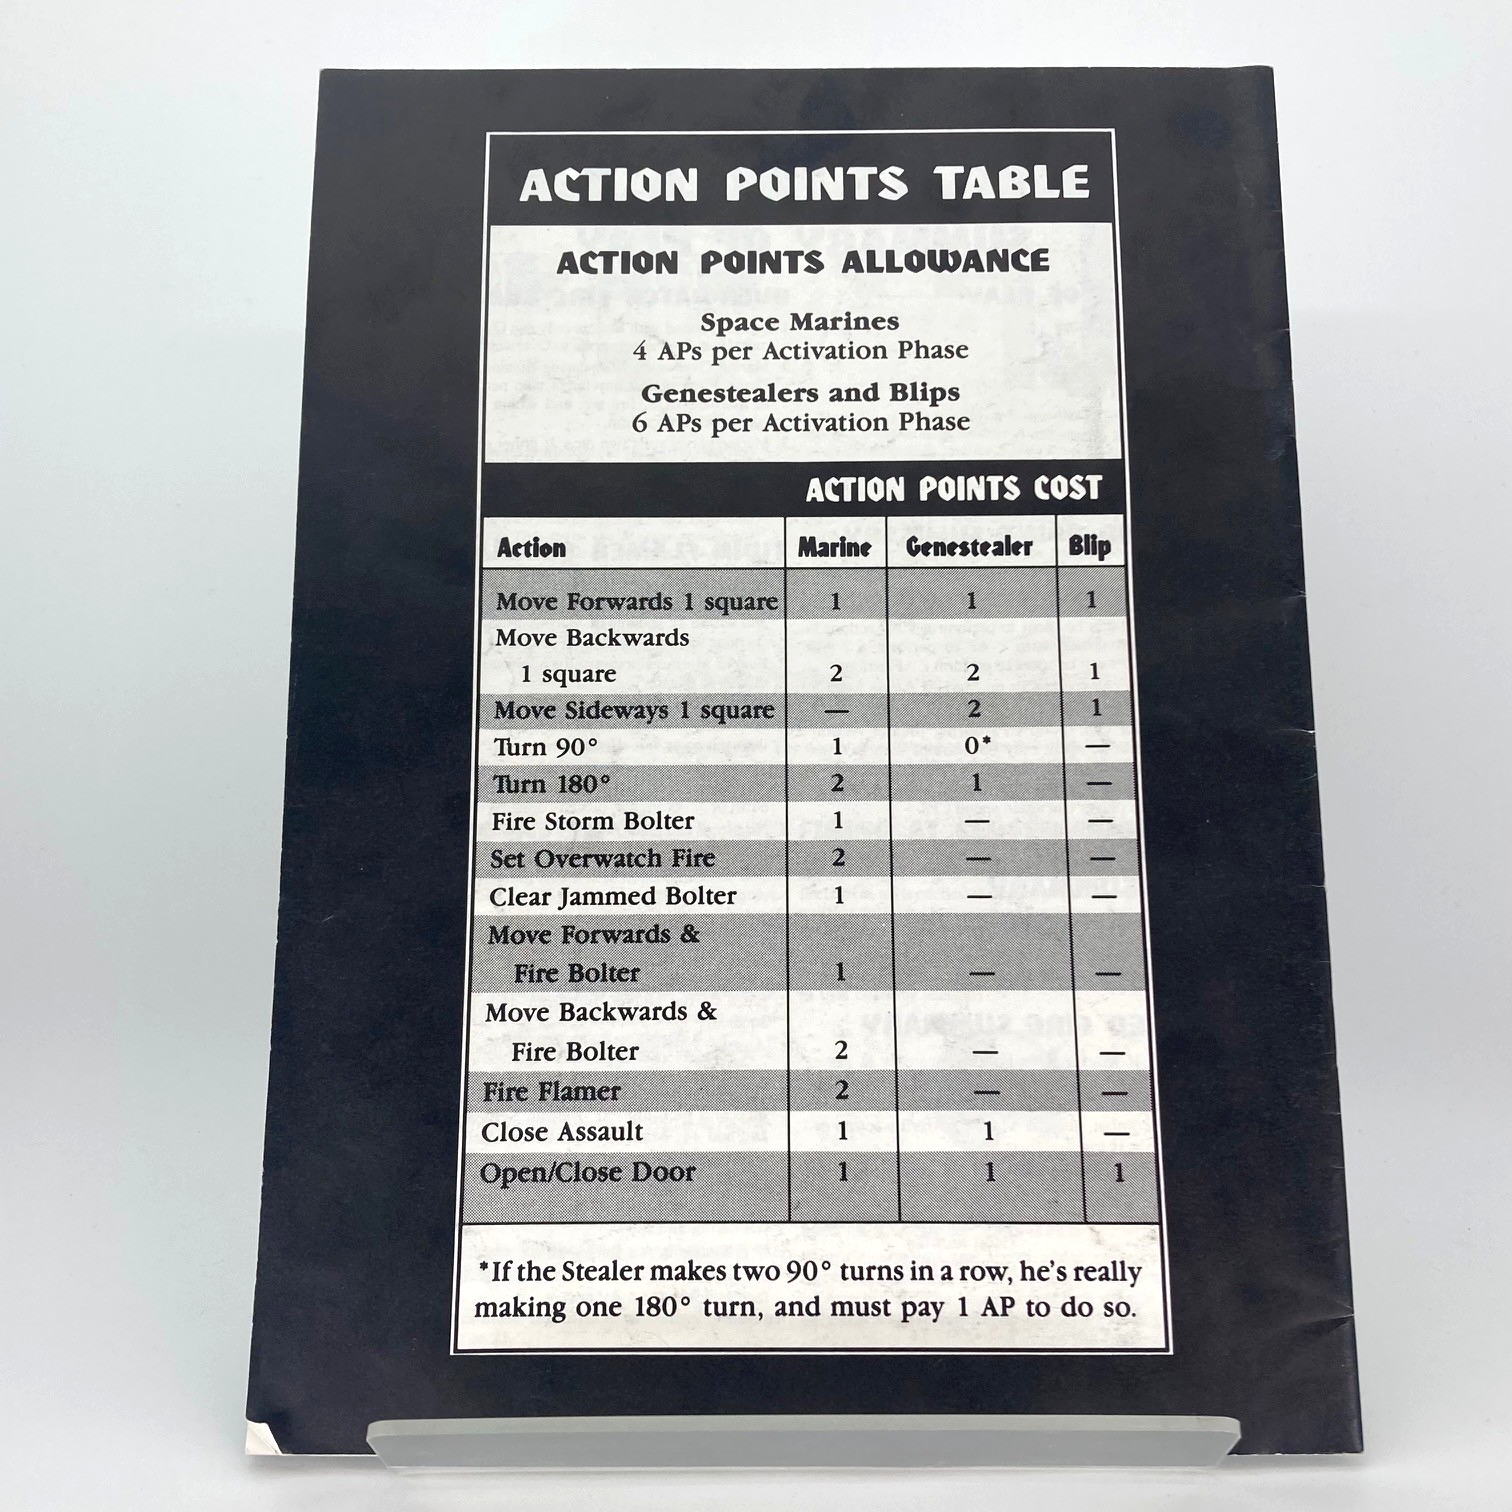 ACTION POINTS TABLE
ACTION POINTS ALLOWANCE
Space Marines
4 APs per Activation Phase
Genestealers and Blips
6 APs per Activation Phase
ACTION POINTS COST
Action Marine Genestealer Blip
Move Forwards 1 square 1 1 1
Move Backwards
1 square 2 2 1
Move Sideways 1 square — 2 1
Turn 90° 1 0* —
Turn 180° 2 1 —
Fire Storm Bolter 1 — —
Set Overwatch Fire 2 — —
Clear Jammed Bolter 1 — —
Move Forwards &
Fire Bolter 1 — —
Move Backwards &
Fire Bolter 2 — —
Fire Flamer 2 — —
Close Assault 1 1 —
Open/Close Door 1 1 1
*If the Stealer makes two 90° turns in a row, he's really
making one 180° turn, and must pay 1 AP to do so.